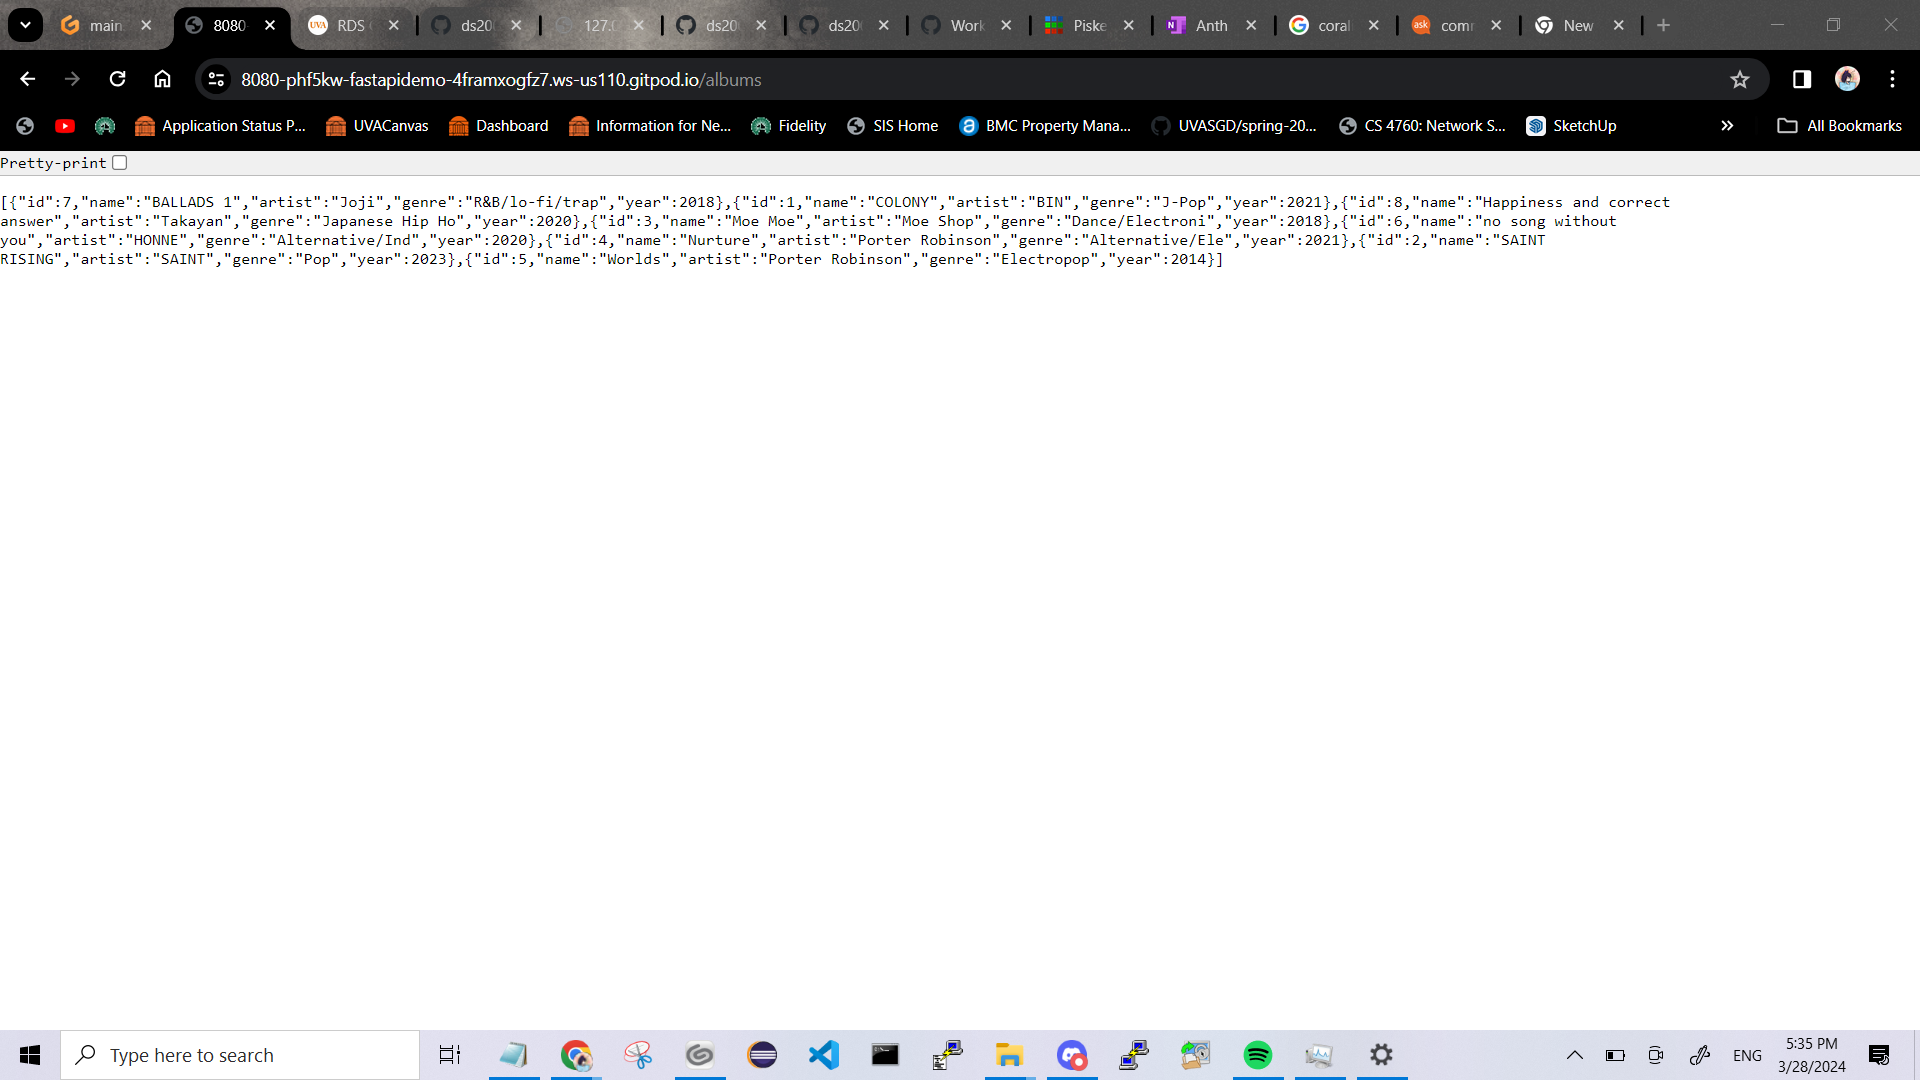 main
8080-
RDS
ds20
127.0
ds20
ds20
Work
Piske
Anth
coral
comm
New
8080-phf5kw-fastapidemo-4framxogfz7.ws-us110.gitpod.io/albums
Application Status P...
UVACanvas
Dashboard
Information for Ne...
Fidelity
SIS Home
BMC Property Mana...
UVASGD/spring-20...
CS 4760: Network S...
SketchUp
All Bookmarks
Pretty-print
[{"id":7,"name":"BALLADS 1","artist":"Joji","genre":"R&B/lo-fi/trap","year":2018},{"id":1,"name":"COLONY","artist":"BIN","genre":"J-Pop","year":2021},{"id":8,"name":"Happiness and correct
answer","artist":"Takayan","genre":"Japanese Hip Ho","year":2020},{"id":3,"name":"Moe Moe","artist":"Moe Shop","genre":"Dance/Electroni","year":2018},{"id":6,"name":"no song without
you","artist":"HONNE","genre":"Alternative/Ind","year":2020},{"id":4,"name":"Nurture","artist":"Porter Robinson","genre":"Alternative/Ele","year":2021},{"id":2,"name":"SAINT
RISING","artist":"SAINT","genre":"Pop","year":2023},{"id":5,"name":"Worlds","artist":"Porter Robinson","genre":"Electropop","year":2014}]
Type here to search
ENG
5:35 PM
3/28/2024